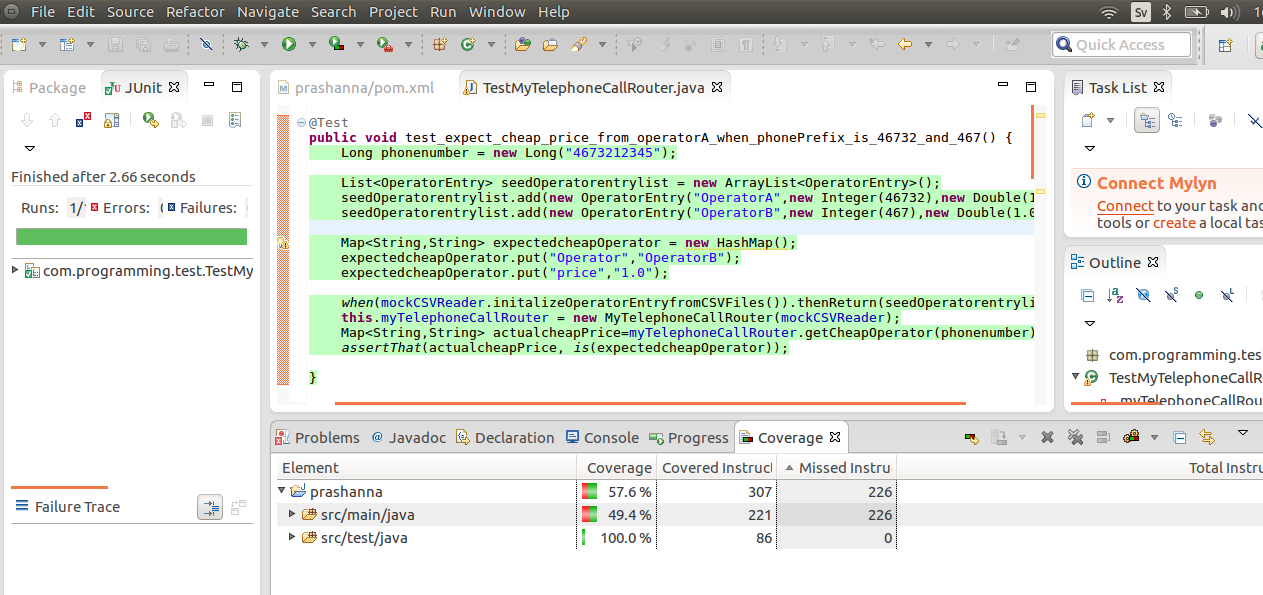 File Edit Source Refactor Navigate Search Project Run Window Help
Sv
Quick Access
Package
JUnit
Finished after 2.66 seconds
Runs: 1/ Errors: Failures:
com.programming.test.TestMy
Failure Trace
prashanna/pom.xml
TestMyTelephoneCallRouter.java
@Test
public void test_expect_cheap_price_from_operatorA_when_phonePrefix_is_46732_and_467() {
Long phonenumber = new Long("4673212345");
List<OperatorEntry> seedOperatorentrylist = new ArrayList<OperatorEntry>();
seedOperatorentrylist.add(new OperatorEntry("OperatorA",new Integer(46732),new Double(1
seedOperatorentrylist.add(new OperatorEntry("OperatorB",new Integer(467),new Double(1.0
Map<String,String> expectedcheapOperator = new HashMap();
expectedcheapOperator.put("Operator","OperatorB");
expectedcheapOperator.put("price","1.0");
when(mockCSVReader.initalizeOperatorEntryfromCSVFiles()).thenReturn(seedOperatorentryli
this.myTelephoneCallRouter = new MyTelephoneCallRouter(mockCSVReader);
Map<String,String> actualcheapPrice=myTelephoneCallRouter.getCheapOperator(phonenumber)
assertThat(actualcheapPrice, is(expectedcheapOperator));
}
Task List
Connect Mylyn
Connect to your task and
tools or create a local tas
Outline
com.programming.tes
TestMyTelephoneCallR
myTelephoneCallRou
Problems
Javadoc
Declaration
Console
Progress
Coverage
Element Coverage Covered Instruct Missed Instru Total Instru
prashanna 57.6 % 307 226
src/main/java 49.4 % 221 226
src/test/java 100.0 % 86 0